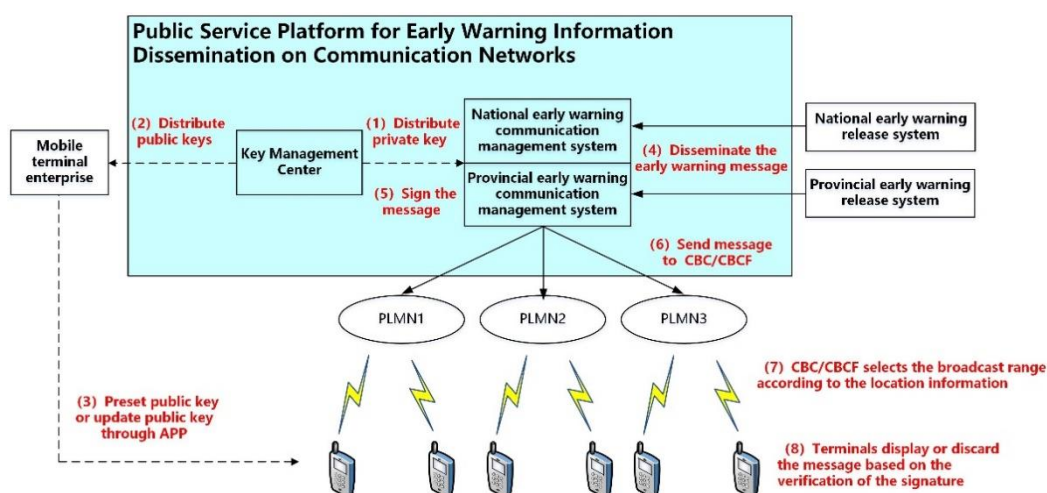 Public Service Platform for Early Warning Information
Dissemination on Communication Networks
Mobile
terminal
enterprise
(2) Distribute
public keys
Key Management
Center
(1) Distribute
private key
National early warning
communication
management system
National early warning
release system
(4) Disseminate the
early warning message
(5) Sign the
message
Provincial early warning
communication
management system
Provincial early warning
release system
(6) Send message
to CBC/CBCF
PLMN1
PLMN2
PLMN3
(7) CBC/CBCF selects the broadcast range
according to the location information
(3) Preset public key
or update public key
through APP
(8) Terminals display or discard
the message based on the
verification of the signature